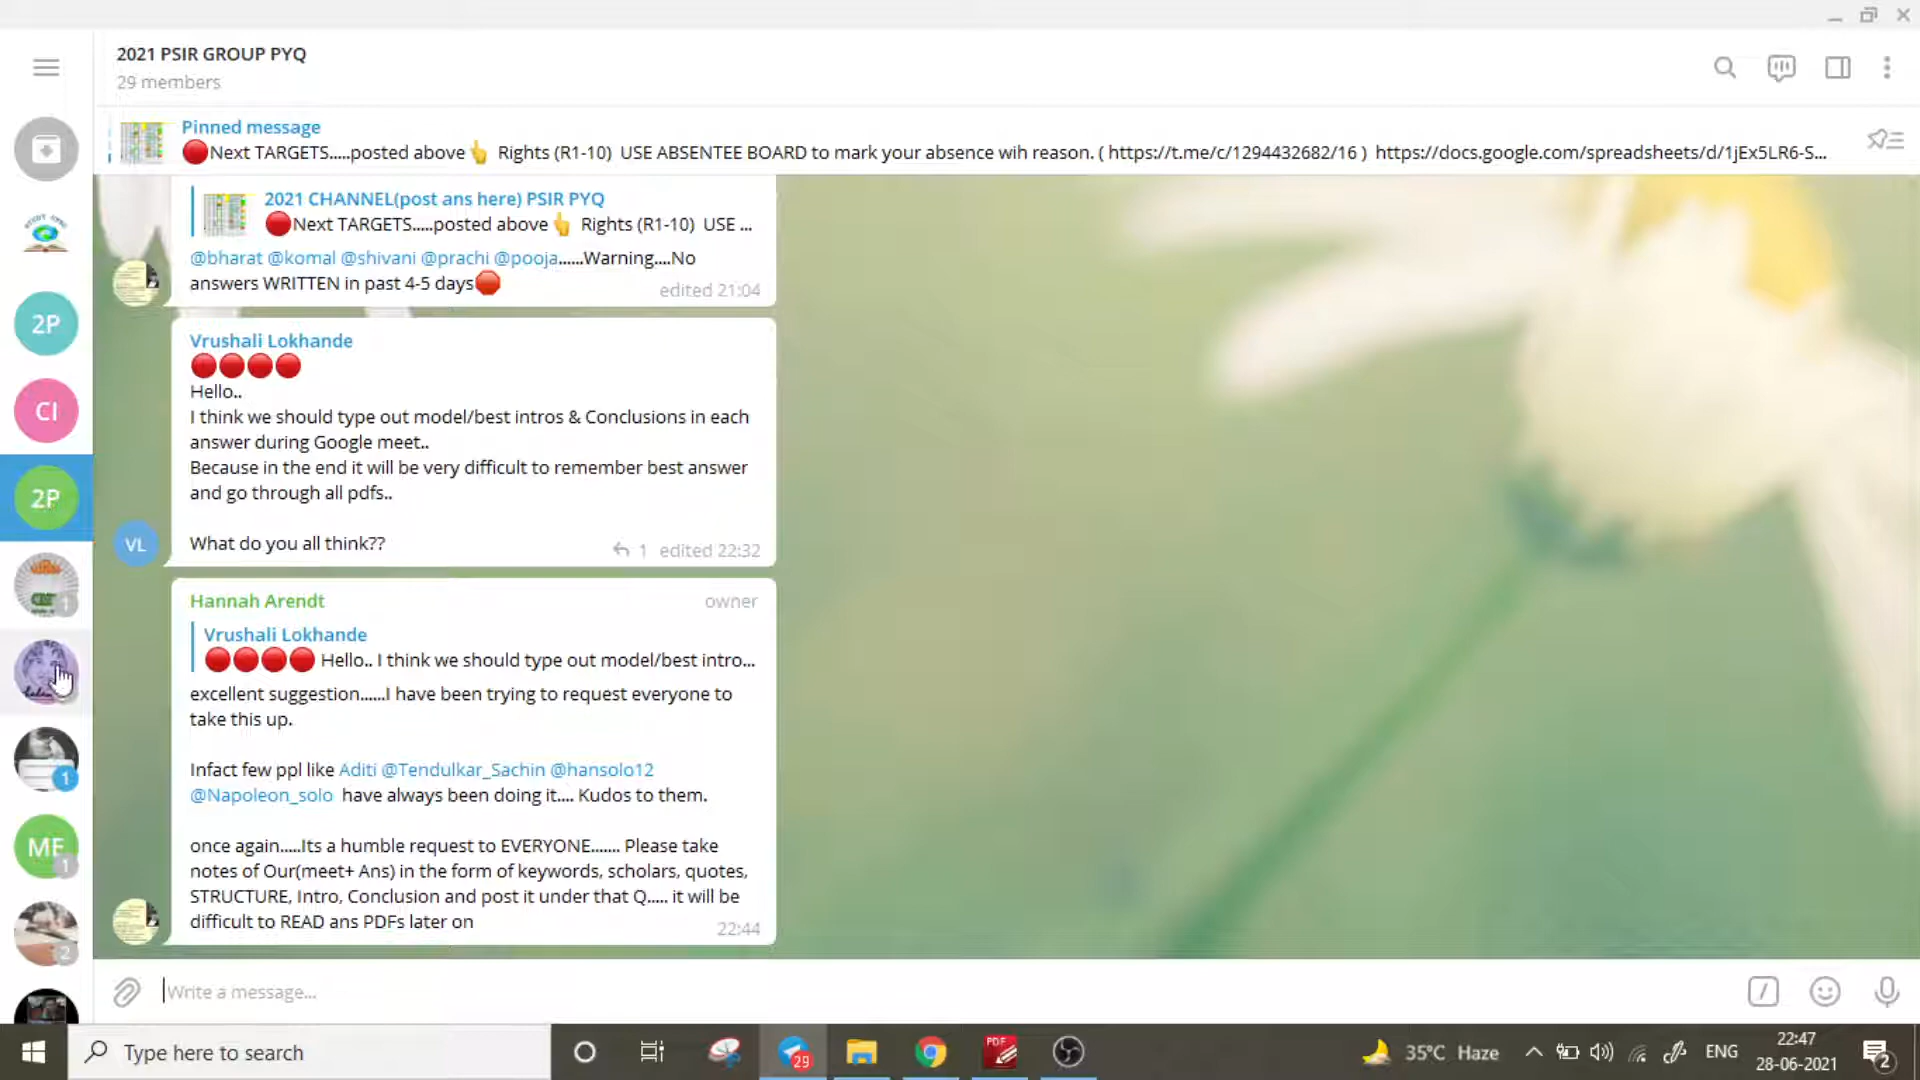 2021 PSIR GROUP PYQ
29 members
Pinned message
🔴Next TARGETS.....posted above👆 Rights (R1-10) USE ABSENTEE BOARD to mark your absence wih reason. ( https://t.me/c/1294432682/16 ) https://docs.google.com/spreadsheets/d/1jEx5LR6-S...
2021 CHANNEL(post ans here) PSIR PYQ
🔴Next TARGETS.....posted above👆 Rights (R1-10) USE ...
@bharat @komal @shivani @prachi @pooja......Warning....No
answers WRITTEN in past 4-5 days🛑
edited 21:04
Vrushali Lokhande
🔴🔴🔴🔴
Hello..
I think we should type out model/best intros & Conclusions in each
answer during Google meet..
Because in the end it will be very difficult to remember best answer
and go through all pdfs..
What do you all think??
1 edited 22:32
VL
Hannah Arendt owner
Vrushali Lokhande
🔴🔴🔴🔴 Hello.. I think we should type out model/best intro...
excellent suggestion......I have been trying to request everyone to
take this up.
Infact few ppl like Aditi @Tendulkar_Sachin @hansolo12
@Napoleon_solo have always been doing it.... Kudos to them.
once again.....Its a humble request to EVERYONE....... Please take
notes of Our(meet+ Ans) in the form of keywords, scholars, quotes,
STRUCTURE, Intro, Conclusion and post it under that Q..... it will be
difficult to READ ans PDFs later on
22:44
2P
CI
2P
1
1
MF
1
2
Write a message...
Type here to search
29
PDF
35°C Haze
ENG
22:47
28-06-2021
2